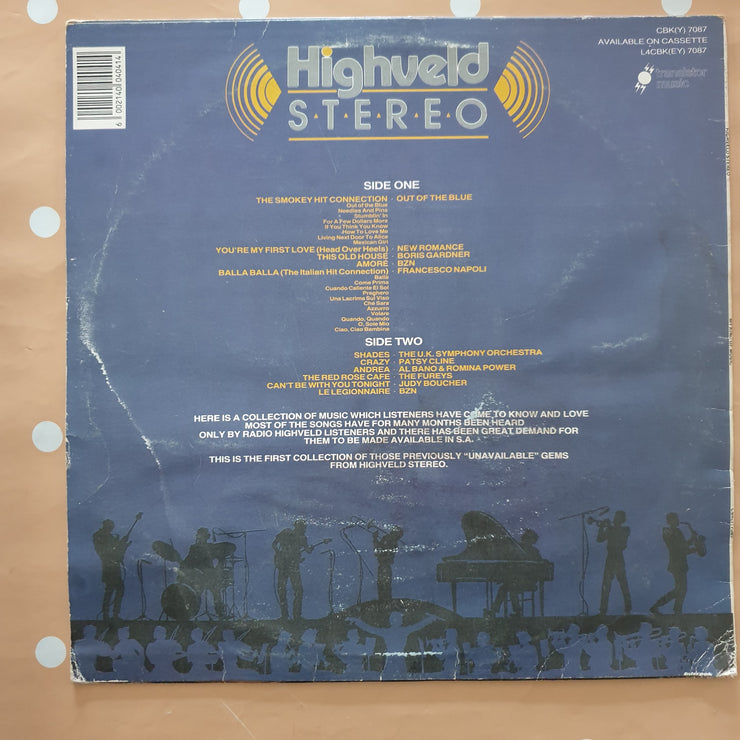 CBK(Y) 7087
AVAILABLE ON CASSETTE
L4CBK(EY) 7087
transistor
music
6 002140 040414
Highveld
S·T·E·R·E·O
SIDE ONE
THE SMOKEY HIT CONNECTION - OUT OF THE BLUE
Out of the Blue
Needles And Pins
Stumblin' In
For A Few Dollars More
If You Think You Know
How To Love Me
Living Next Door To Alice
Mexican Girl
YOU'RE MY FIRST LOVE (Head Over Heels) - NEW ROMANCE
THIS OLD HOUSE - BORIS GARDNER
AMORÉ - BZN
BALLA BALLA (The Italian Hit Connection) - FRANCESCO NAPOLI
Balla
Come Prima
Cuando Caliente El Sol
Preghero
Una Lacrima Sul Viso
Ché Sara
Azzurro
Volare
Quando, Quando
O, Sole Mio
Ciao, Ciao Bambina
SIDE TWO
SHADES - THE U.K. SYMPHONY ORCHESTRA
CRAZY - PATSY CLINE
ANDREA - AL BANO & ROMINA POWER
THE RED ROSE CAFE - THE FUREYS
CAN'T BE WITH YOU TONIGHT - JUDY BOUCHER
LE LEGIONNAIRE - BZN
HERE IS A COLLECTION OF MUSIC WHICH LISTENERS HAVE COME TO KNOW AND LOVE
MOST OF THE SONGS HAVE FOR MANY MONTHS BEEN HEARD
ONLY BY RADIO HIGHVELD LISTENERS AND THERE HAS BEEN GREAT DEMAND FOR
THEM TO BE MADE AVAILABLE IN S.A.
THIS IS THE FIRST COLLECTION OF THOSE PREVIOUSLY "UNAVAILABLE" GEMS
FROM HIGHVELD STEREO.